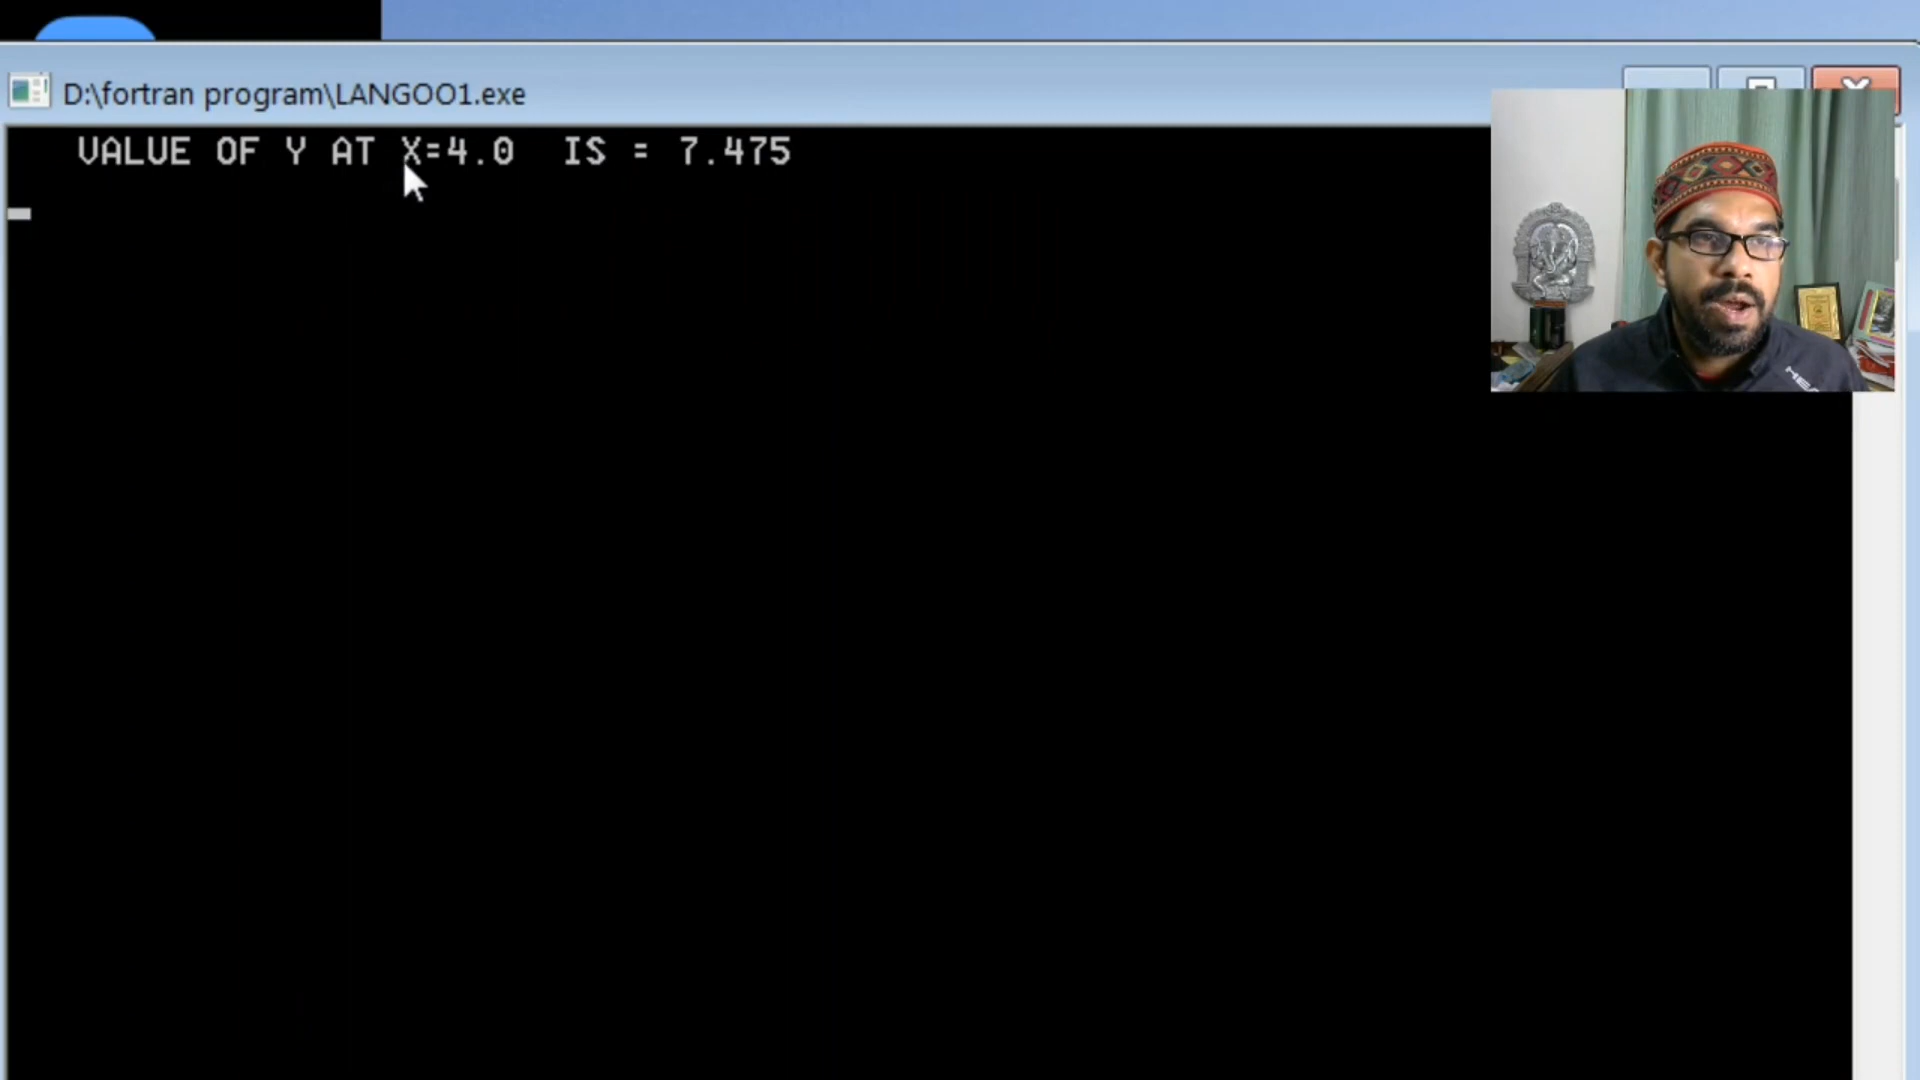 D:\fortran program\LANGOO1.exe
VALUE OF Y AT X=4.0 IS = 7.475